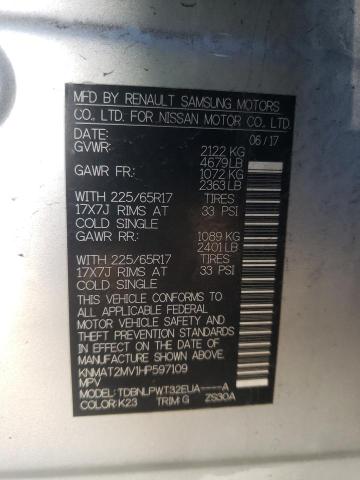 MFD BY RENAULT SAMSUNG MOTORS
CO., LTD. FOR NISSAN MOTOR CO., LTD.
DATE: 06/17
GVWR: 2122 KG
4679 LB
GAWR FR: 1072 KG
2363 LB
WITH 225/65R17 TIRES
17X7J RIMS AT 33 PSI
COLD SINGLE
GAWR RR: 1089 KG
2401 LB
WITH 225/65R17 TIRES
17X7J RIMS AT 33 PSI
COLD SINGLE
THIS VEHICLE CONFORMS TO
ALL APPLICABLE FEDERAL
MOTOR VEHICLE SAFETY, BUMPER, AND
THEFT PREVENTION STANDARDS
IN EFFECT ON THE DATE OF
MANUFACTURE SHOWN ABOVE
KNMAT2MV1HP597109
MPV
MODEL: TDBNLPWT32EUA----A
COLOR: K23 TRIM: G ZS30A